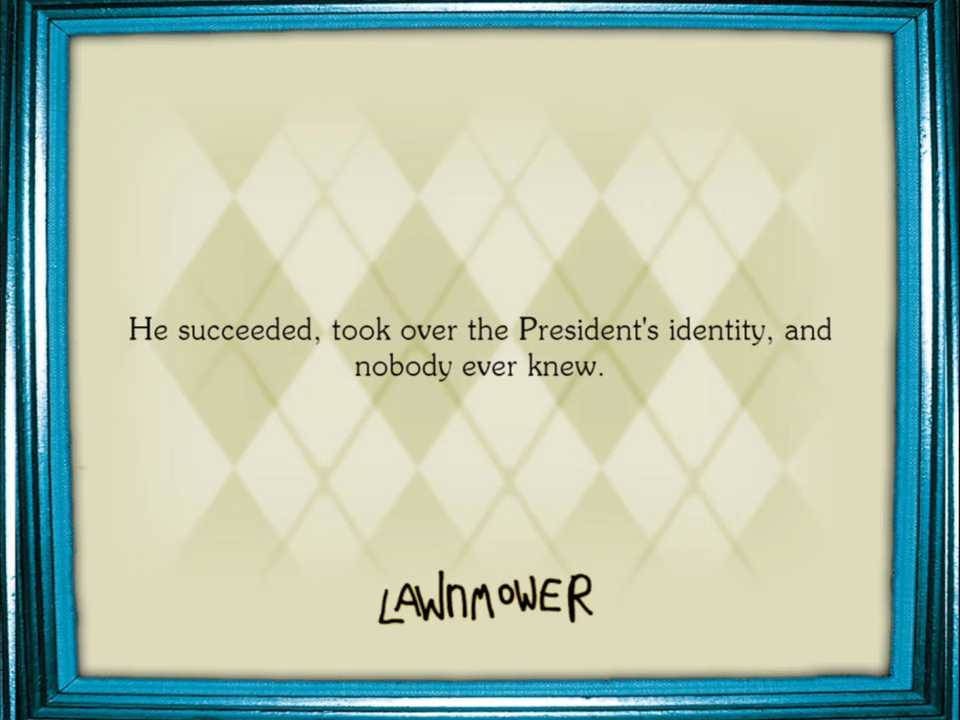 He succeeded, took over the President's identity, and
nobody ever knew.
LAWNMOWER